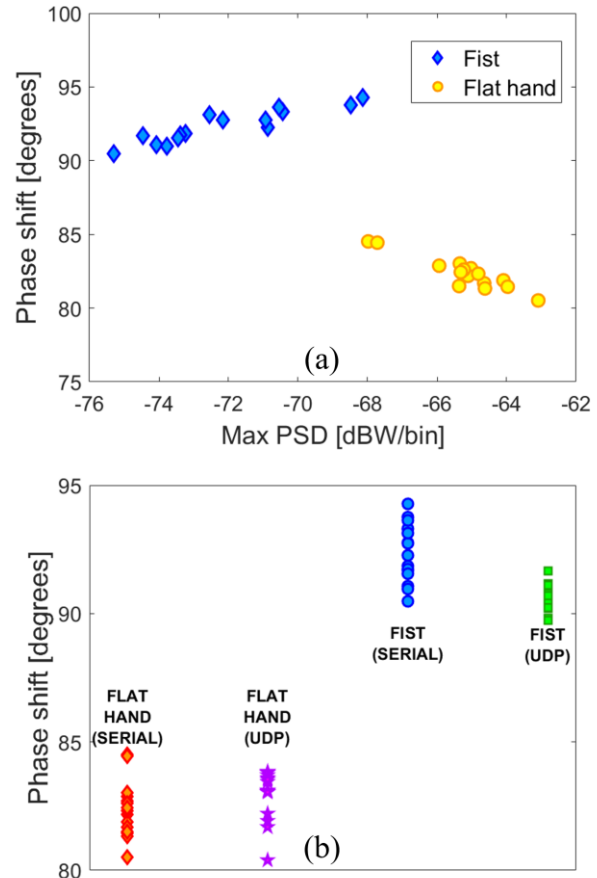 100
95
90
85
80
75
Phase shift [degrees]
Fist
Flat hand
(a)
-76
-74
-72
-70
-68
-66
-64
-62
Max PSD [dBW/bin]
95
90
85
80
Phase shift [degrees]
FIST
(SERIAL)
FIST
(UDP)
FLAT
HAND
(SERIAL)
FLAT
HAND
(UDP)
(b)